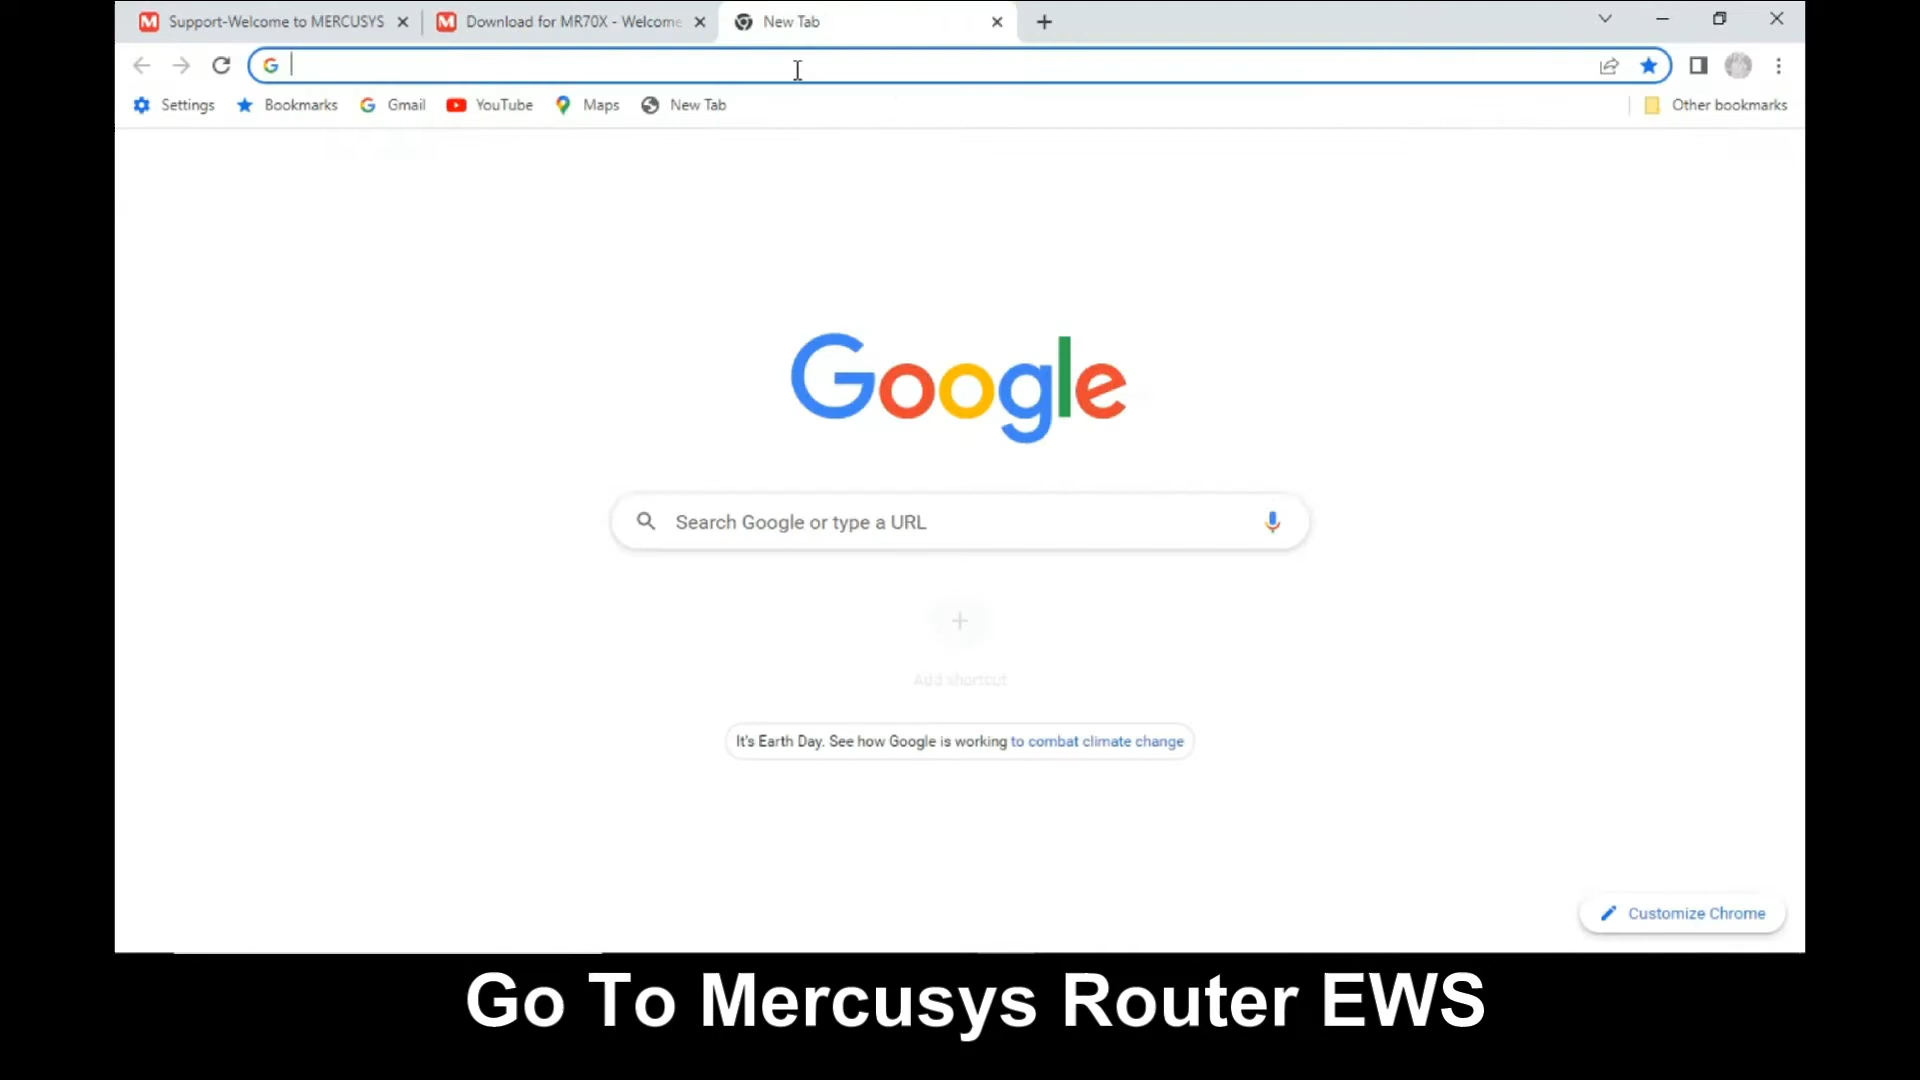 Support-Welcome to MERCUSYS
Download for MR70X - Welcome
New Tab
Settings
Bookmarks
Gmail
YouTube
Maps
New Tab
Other bookmarks
Google
Search Google or type a URL
Add shortcut
It's Earth Day. See how Google is working to combat climate change
Customize Chrome
Go To Mercusys Router EWS